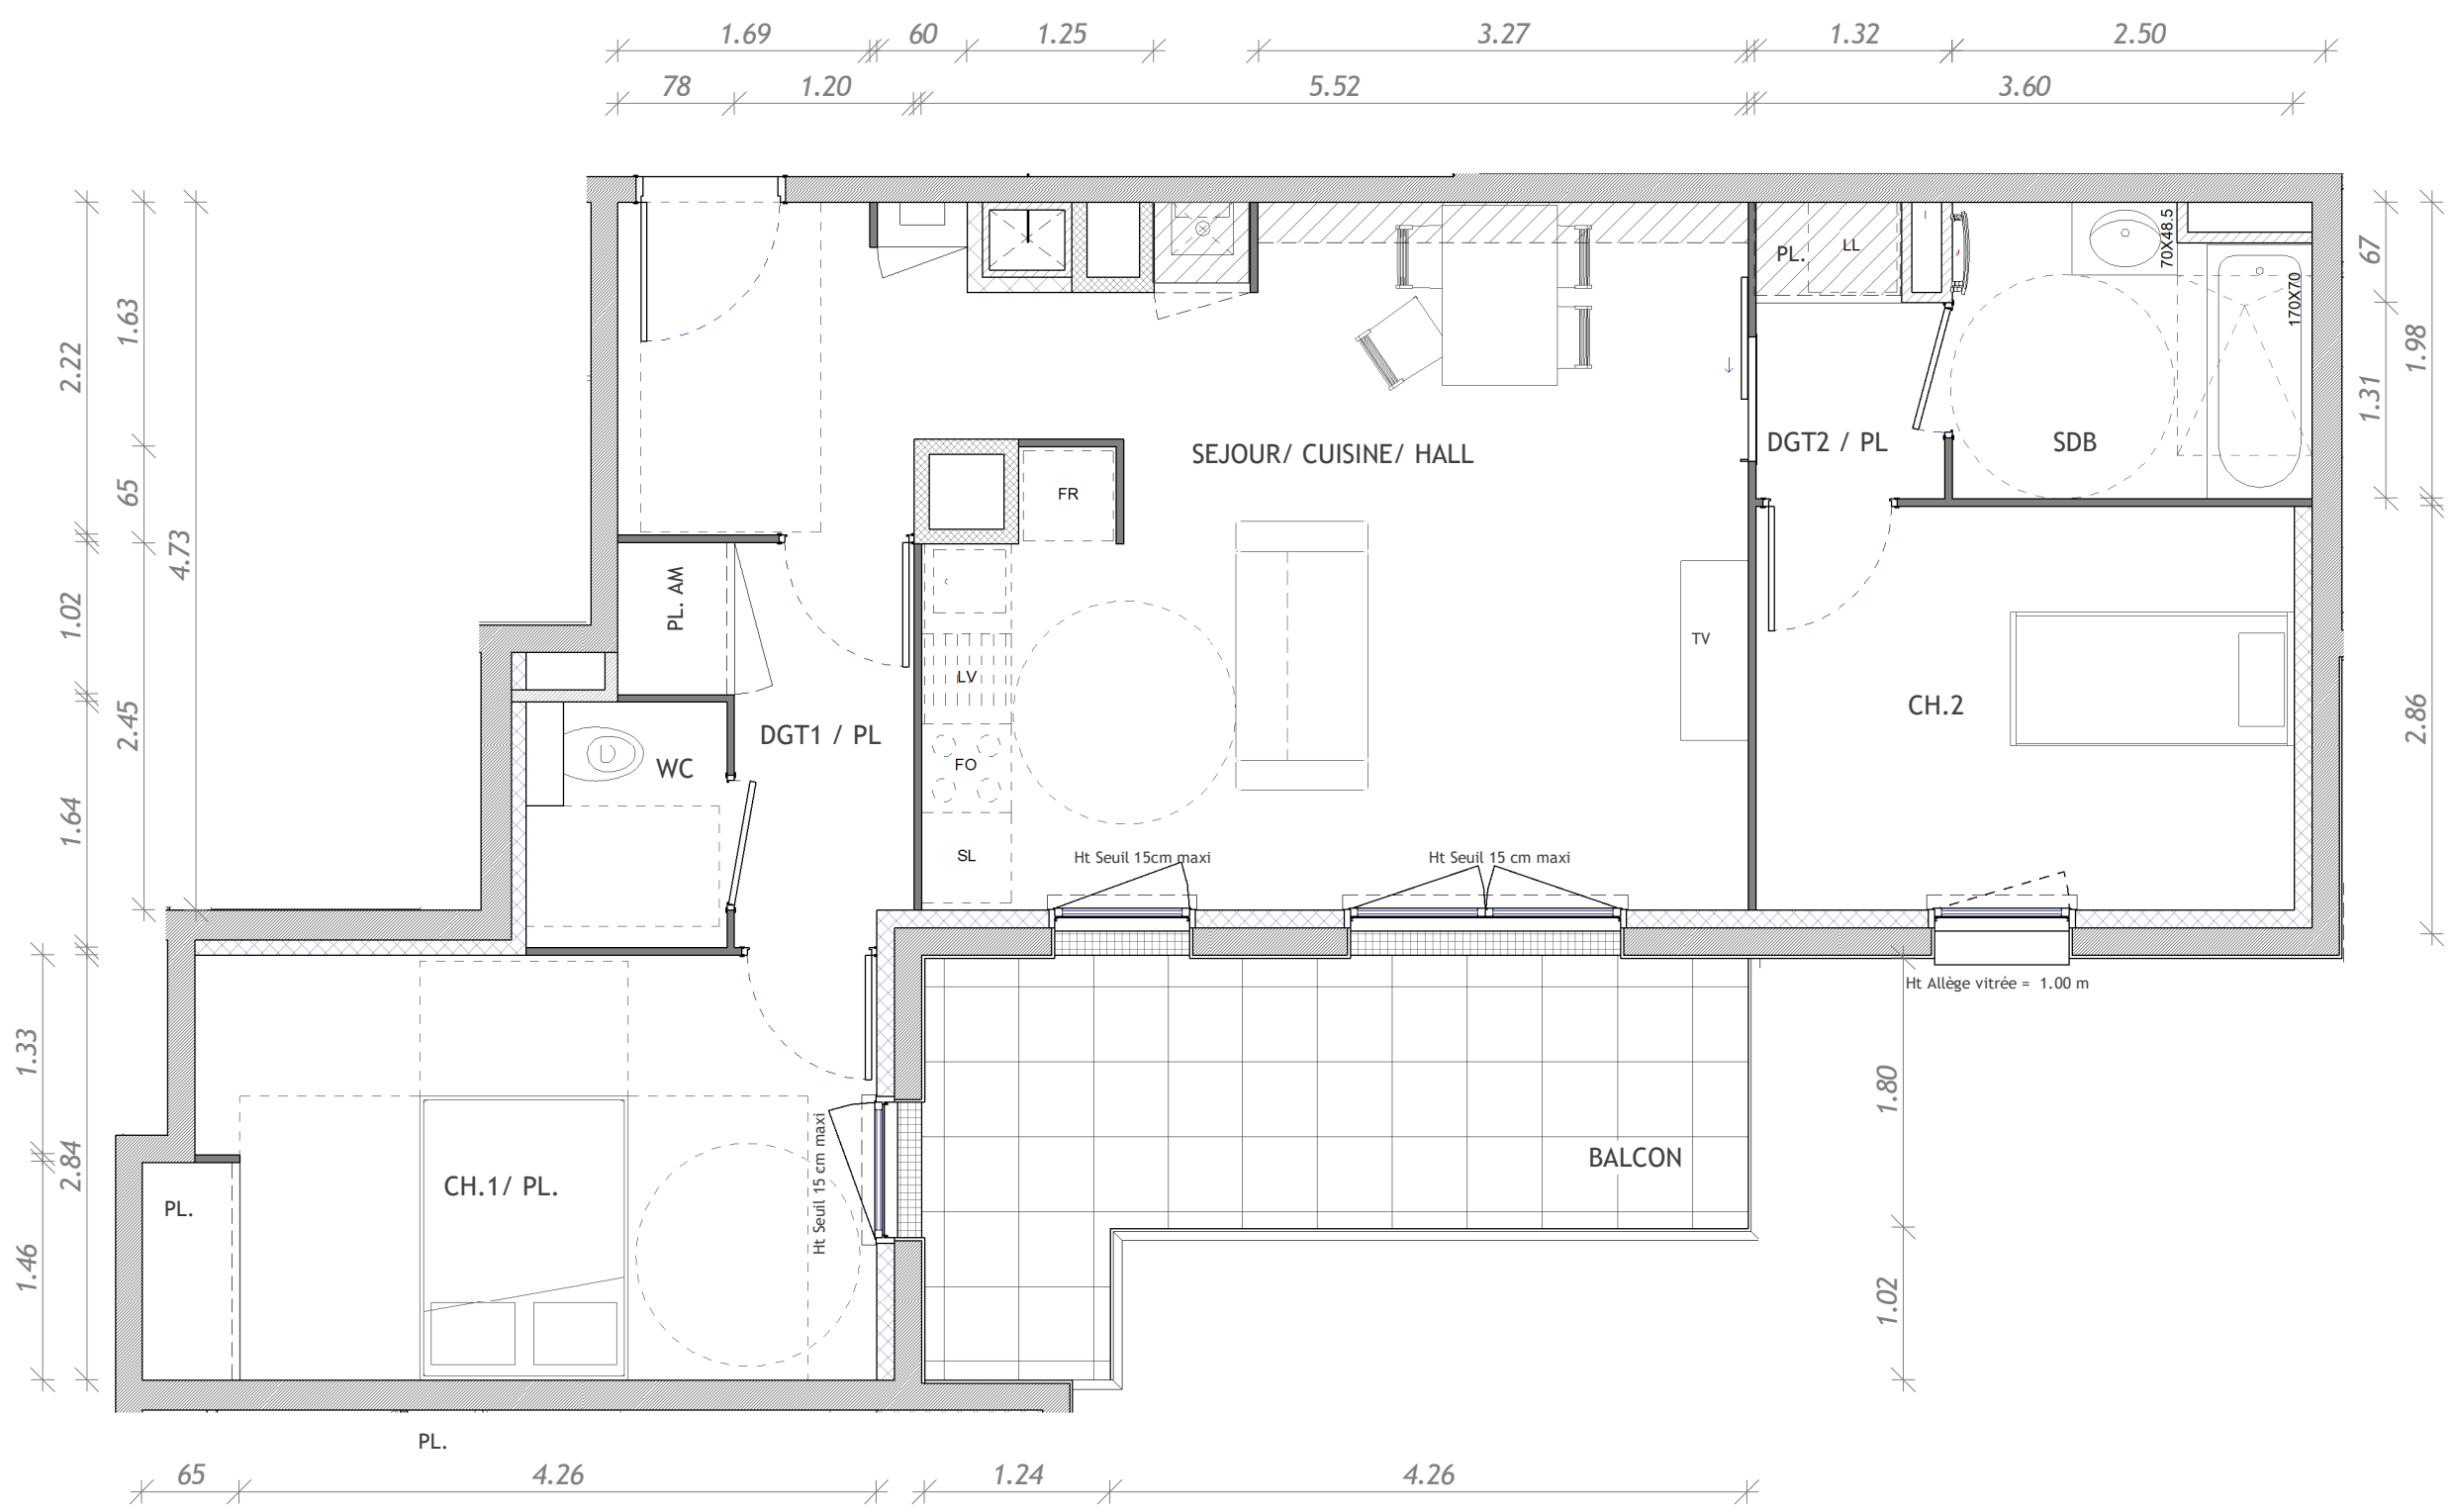 1.69
60
1.25
3.27
1.32
2.50
78
1.20
5.52
3.60
2.22
1.63
4.73
65
1.02
2.45
1.64
1.33
2.84
1.46
67
1.98
1.31
2.86
PL.
LL
70X48.5
170X70
SEJOUR/ CUISINE/ HALL
DGT2 / PL
SDB
FR
PL. AM
TV
LV
CH.2
DGT1 / PL
WC
FO
SL
Ht Seuil 15cm maxi
Ht Seuil 15 cm maxi
Ht Allège vitrée = 1.00 m
1.80
BALCON
Ht Seuil 15 cm maxi
CH.1/ PL.
PL.
1.02
PL.
65
4.26
1.24
4.26